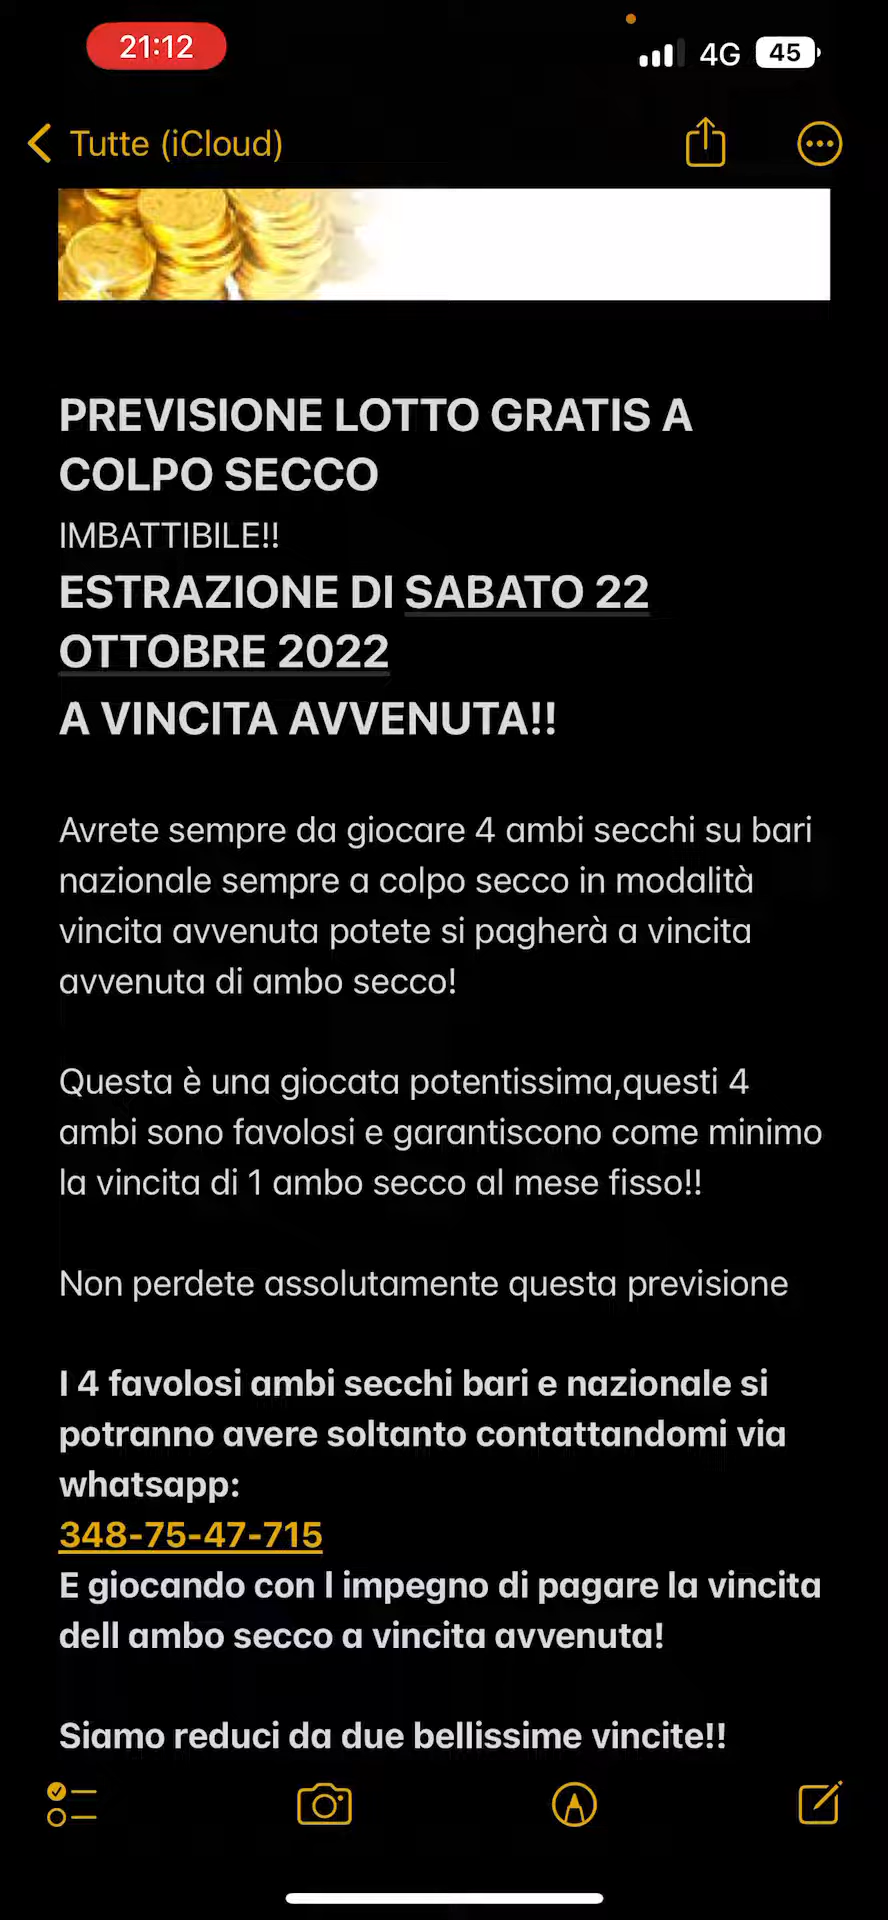 21:12
4G
45
Tutte (iCloud)
PREVISIONE LOTTO GRATIS A
COLPO SECCO
IMBATTIBILE!!
ESTRAZIONE DI SABATO 22
OTTOBRE 2022
A VINCITA AVVENUTA!!
Avrete sempre da giocare 4 ambi secchi su bari
nazionale sempre a colpo secco in modalità
vincita avvenuta potete si pagherà a vincita
avvenuta di ambo secco!
Questa è una giocata potentissima,questi 4
ambi sono favolosi e garantiscono come minimo
la vincita di 1 ambo secco al mese fisso!!
Non perdete assolutamente questa previsione
I 4 favolosi ambi secchi bari e nazionale si
potranno avere soltanto contattandomi via
whatsapp:
348-75-47-715
E giocando con l impegno di pagare la vincita
dell ambo secco a vincita avvenuta!
Siamo reduci da due bellissime vincite!!